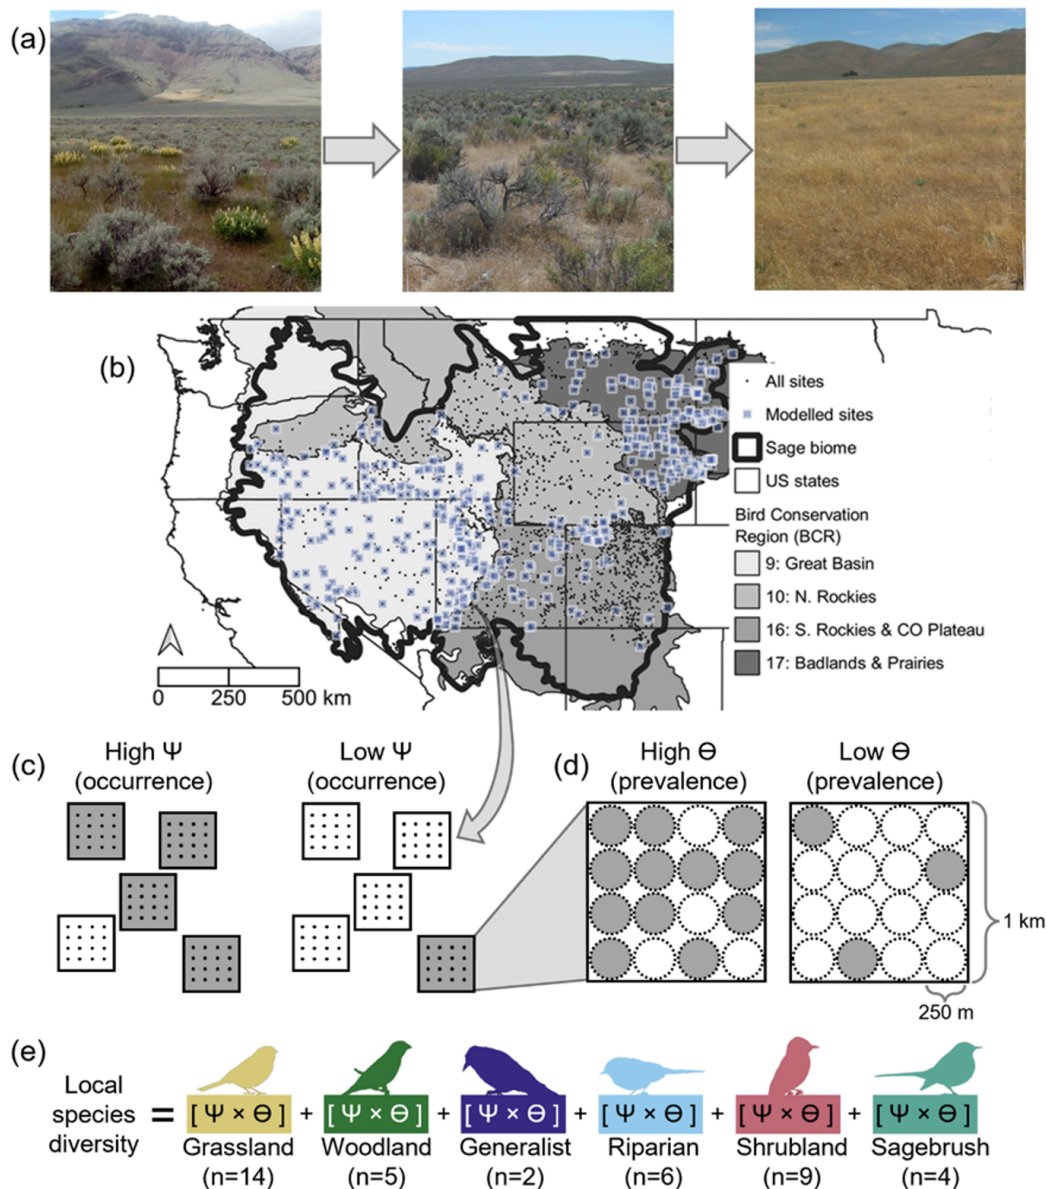 (a)
(b)
All sites
Modelled sites
Sage biome
US states
Bird Conservation
Region (BCR)
9: Great Basin
10: N. Rockies
16: S. Rockies & CO Plateau
17: Badlands & Prairies
0 250 500 km
(c)
High Ψ
(occurrence)
Low Ψ
(occurrence)
(d)
High Θ
(prevalence)
Low Θ
(prevalence)
1 km
250 m
(e)
Local
species
diversity
= [ Ψ × Θ ] + [ Ψ × Θ ] + [ Ψ × Θ ] + [ Ψ × Θ ] + [ Ψ × Θ ] + [ Ψ × Θ ]
Grassland Woodland Generalist Riparian Shrubland Sagebrush
(n=14) (n=5) (n=2) (n=6) (n=9) (n=4)